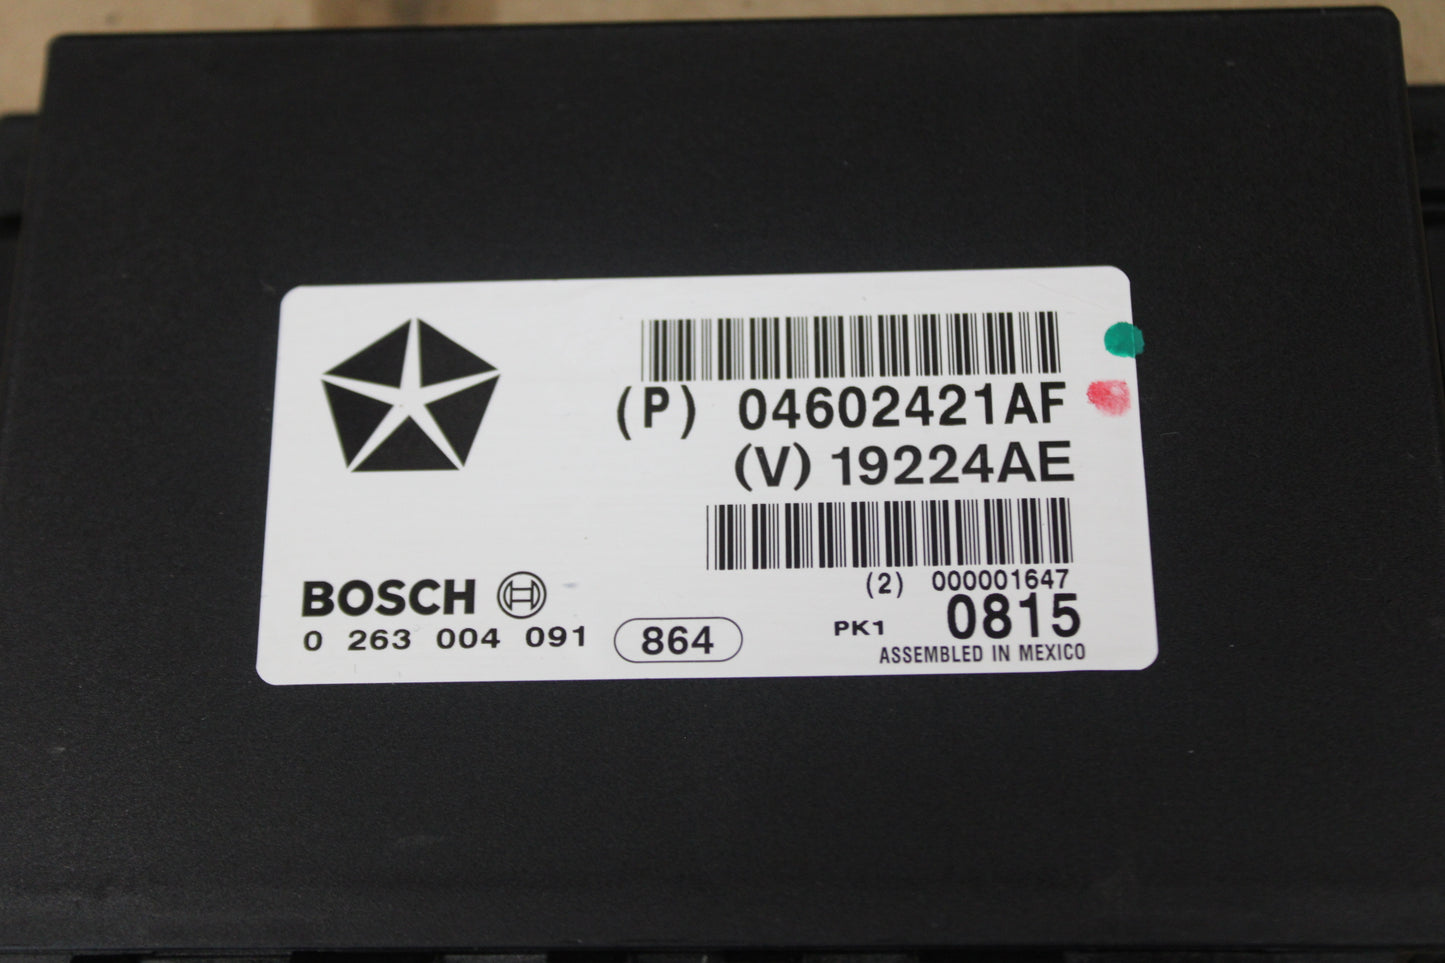 (P) 04602421AF
(V) 19224AE
(2) 000001647
BOSCH
0 263 004 091
864
PK1 0815
ASSEMBLED IN MEXICO